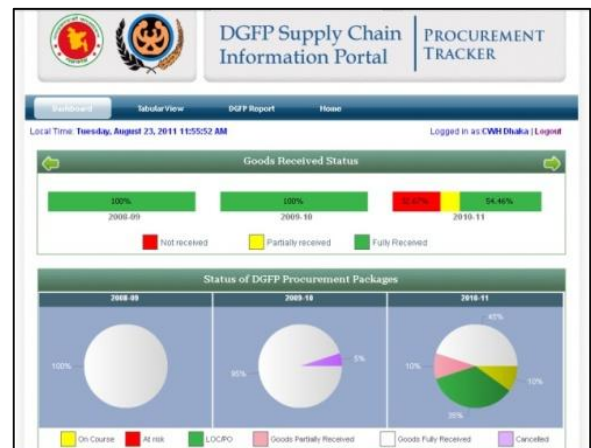 DGFP Supply Chain
Information Portal
PROCUREMENT
TRACKER
Dashboard TabularView DGFP Report Home
Local Time: Tuesday, August 23, 2011 11:55:52 AM Logged in as:CWH Dhaka | Logout
Goods Received Status
100% 100% 54.46%
2008-09 2009-10 2010-11
Not received Partially received Fully Received
Status of DGFP Procurement Packages
2008-09 2009-10 2010-11
45%
100% 95% 5% 10% 10%
35%
On Course At risk LOC/PO Goods Partially Received Goods Fully Received Cancelled